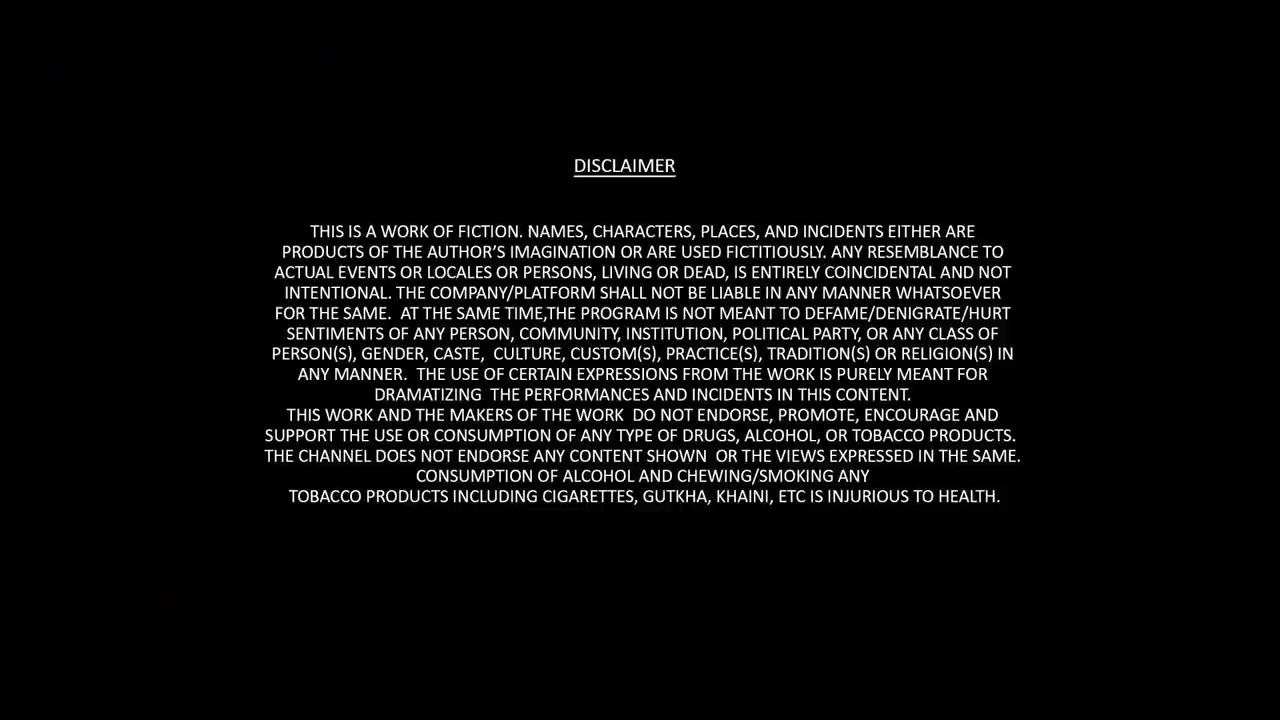 DISCLAIMER
THIS IS A WORK OF FICTION. NAMES, CHARACTERS, PLACES, AND INCIDENTS EITHER ARE
PRODUCTS OF THE AUTHOR'S IMAGINATION OR ARE USED FICTITIOUSLY. ANY RESEMBLANCE TO
ACTUAL EVENTS OR LOCALES OR PERSONS, LIVING OR DEAD, IS ENTIRELY COINCIDENTAL AND NOT
INTENTIONAL. THE COMPANY/PLATFORM SHALL NOT BE LIABLE IN ANY MANNER WHATSOEVER
FOR THE SAME.  AT THE SAME TIME,THE PROGRAM IS NOT MEANT TO DEFAME/DENIGRATE/HURT
SENTIMENTS OF ANY PERSON, COMMUNITY, INSTITUTION, POLITICAL PARTY, OR ANY CLASS OF
PERSON(S), GENDER, CASTE,  CULTURE, CUSTOM(S), PRACTICE(S), TRADITION(S) OR RELIGION(S) IN
ANY MANNER.  THE USE OF CERTAIN EXPRESSIONS FROM THE WORK IS PURELY MEANT FOR
DRAMATIZING  THE PERFORMANCES AND INCIDENTS IN THIS CONTENT.
THIS WORK AND THE MAKERS OF THE WORK  DO NOT ENDORSE, PROMOTE, ENCOURAGE AND
SUPPORT THE USE OR CONSUMPTION OF ANY TYPE OF DRUGS, ALCOHOL, OR TOBACCO PRODUCTS.
THE CHANNEL DOES NOT ENDORSE ANY CONTENT SHOWN  OR THE VIEWS EXPRESSED IN THE SAME.
CONSUMPTION OF ALCOHOL AND CHEWING/SMOKING ANY
TOBACCO PRODUCTS INCLUDING CIGARETTES, GUTKHA, KHAINI, ETC IS INJURIOUS TO HEALTH.